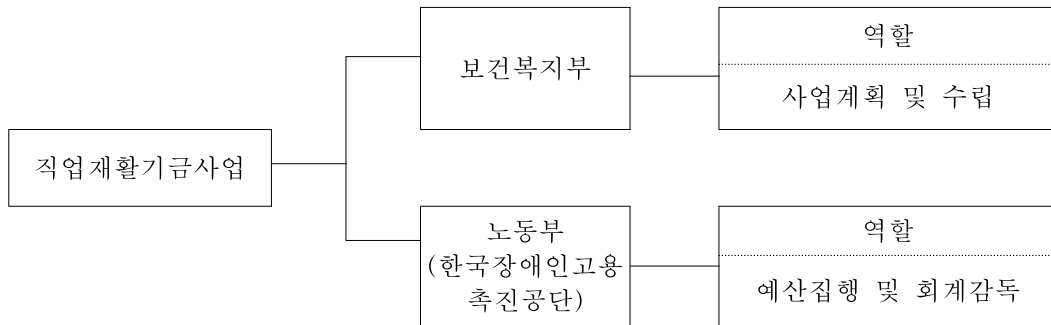 보건복지부
역할
사업계획 및 수립
직업재활기금사업
노동부
(한국장애인고용
촉진공단)
역할
예산집행 및 회계감독